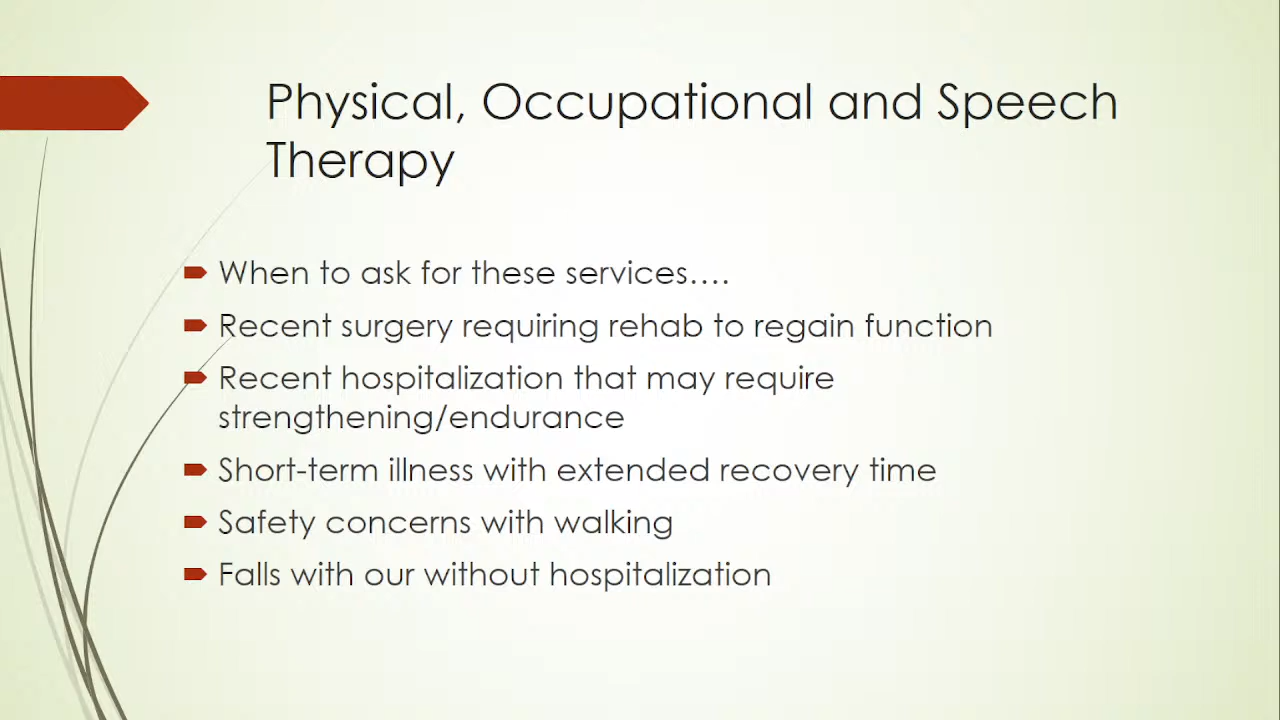 Physical, Occupational and Speech
Therapy
When to ask for these services....
Recent surgery requiring rehab to regain function
Recent hospitalization that may require
strengthening/endurance
Short-term illness with extended recovery time
Safety concerns with walking
Falls with our without hospitalization